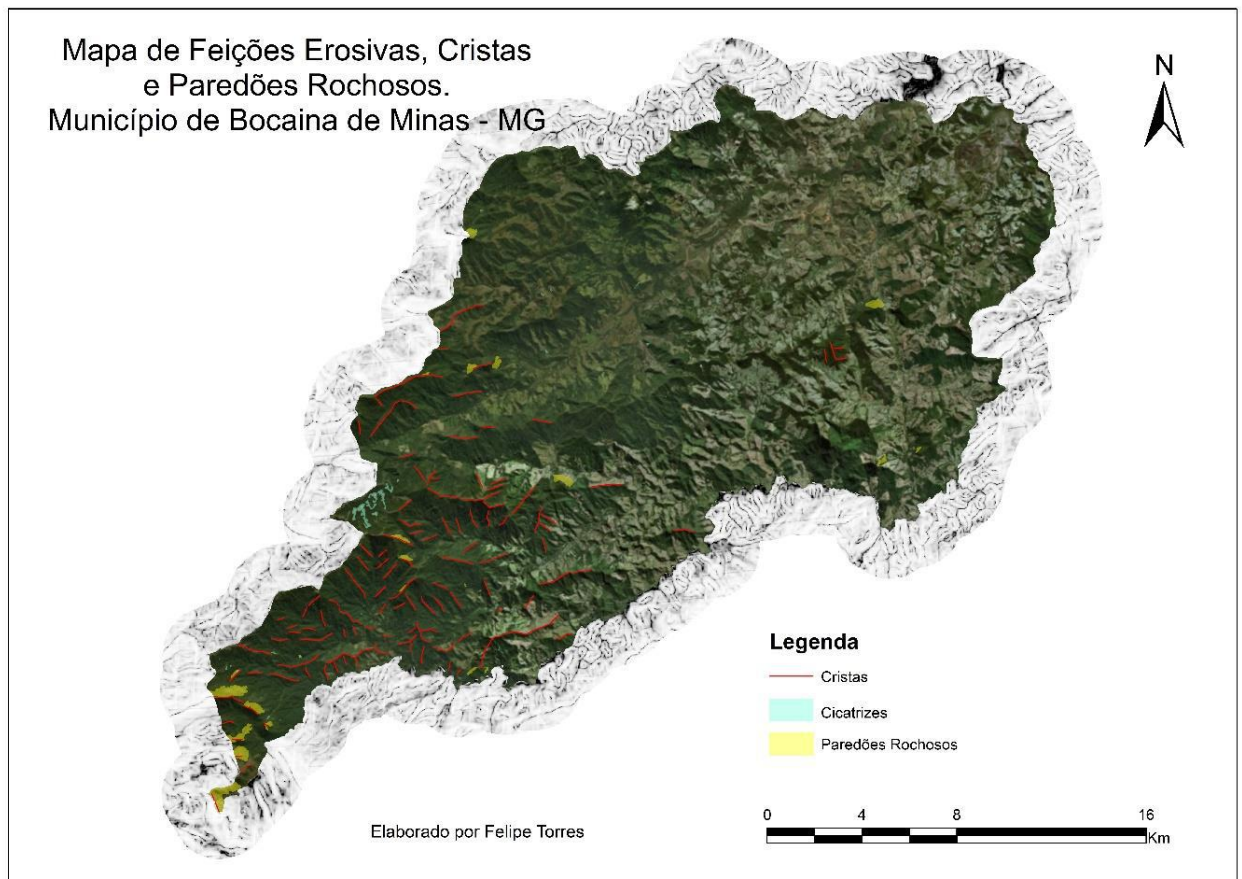 Mapa de Feições Erosivas, Cristas
e Paredões Rochosos.
Município de Bocaina de Minas - MG
N
Legenda
Cristas
Cicatrizes
Paredões Rochosos
0 4 8 16
Km
Elaborado por Felipe Torres